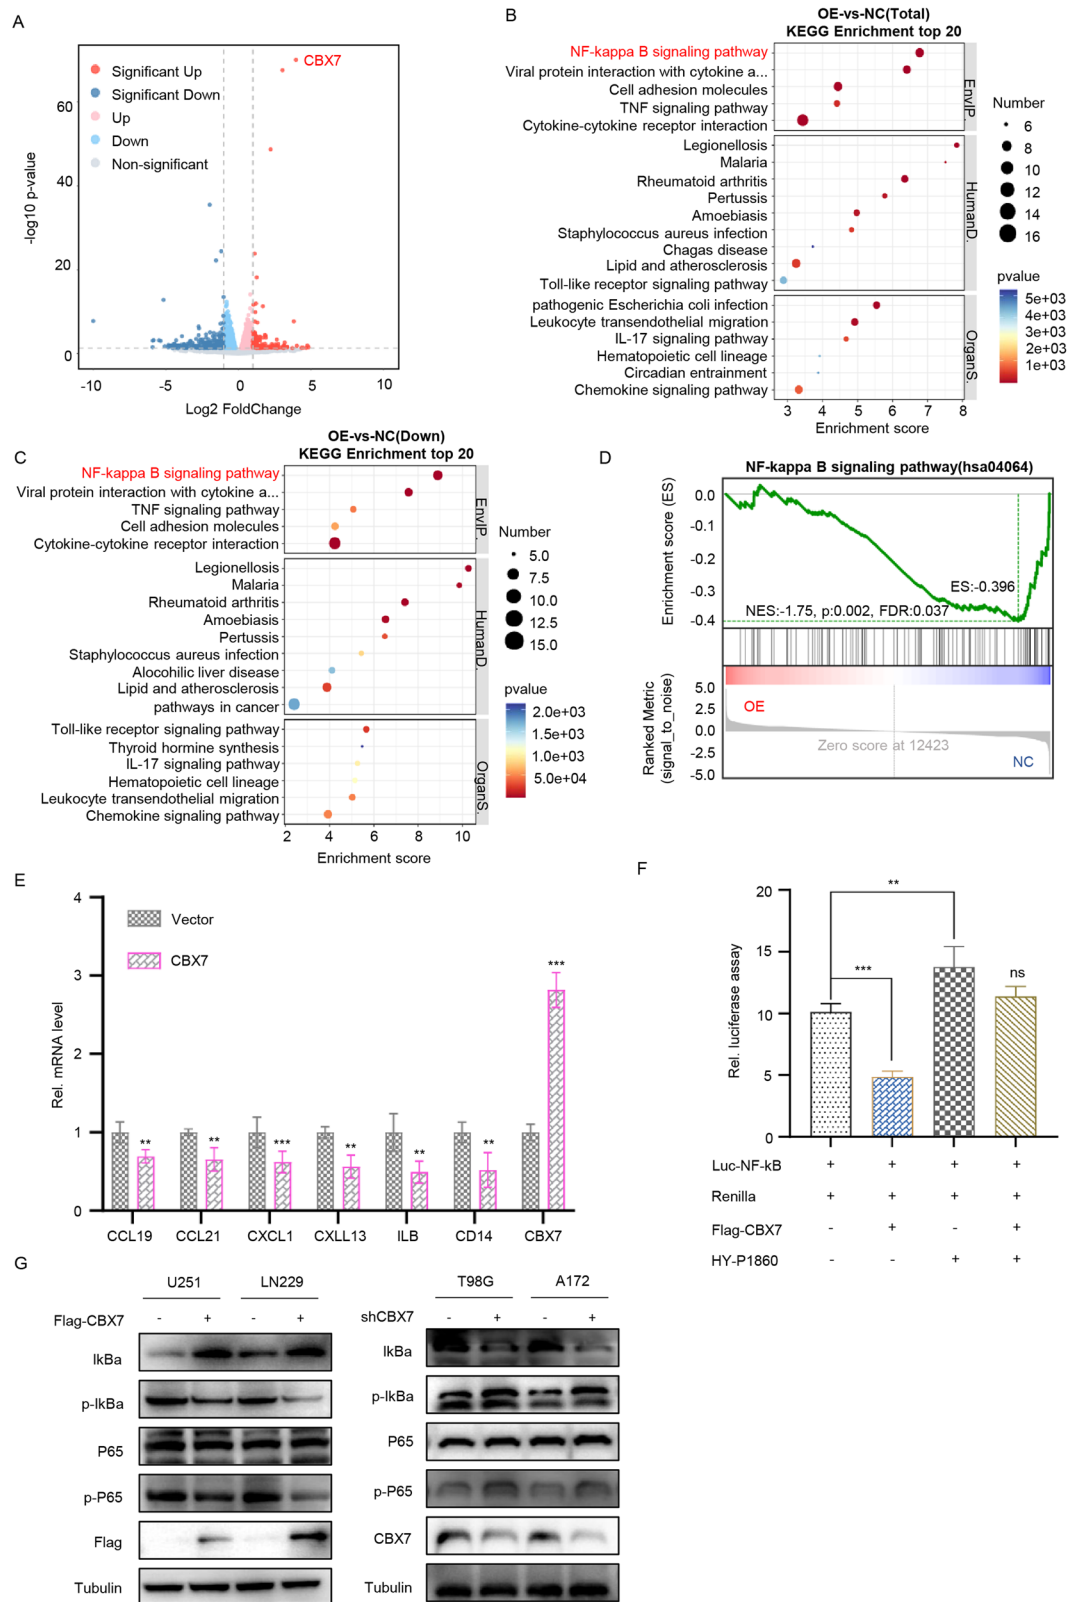 A
CBX7
Significant Up
Significant Down
Up
Down
Non-significant
60
40
20
0
-log10 p-value
-10
-5
0
5
10
Log2 FoldChange
B
OE-vs-NC(Total)
KEGG Enrichment top 20
NF-kappa B signaling pathway
Viral protein interaction with cytokine a...
Cell adhesion molecules
TNF signaling pathway
Cytokine-cytokine receptor interaction
EnvIP.
Legionellosis
Malaria
Rheumatoid arthritis
Pertussis
Amoebiasis
Staphylococcus aureus infection
Chagas disease
Lipid and atherosclerosis
Toll-like receptor signaling pathway
HumanD.
pathogenic Escherichia coli infection
Leukocyte transendothelial migration
IL-17 signaling pathway
Hematopoietic cell lineage
Circadian entrainment
Chemokine signaling pathway
OrganS.
3
4
5
6
7
8
Enrichment score
Number
6
8
10
12
14
16
pvalue
5e+03
4e+03
3e+03
2e+03
1e+03
C
OE-vs-NC(Down)
KEGG Enrichment top 20
NF-kappa B signaling pathway
Viral protein interaction with cytokine a...
TNF signaling pathway
Cell adhesion molecules
Cytokine-cytokine receptor interaction
EnvIP.
Legionellosis
Malaria
Rheumatoid arthritis
Amoebiasis
Pertussis
Staphylococcus aureus infection
Alocohilic liver disease
Lipid and atherosclerosis
pathways in cancer
HumanD.
Toll-like receptor signaling pathway
Thyroid hormine synthesis
IL-17 signaling pathway
Hematopoietic cell lineage
Leukocyte transendothelial migration
Chemokine signaling pathway
OrganS.
2
4
6
8
10
Enrichment score
Number
5.0
7.5
10.0
12.5
15.0
pvalue
2.0e+03
1.5e+03
1.0e+03
5.0e+04
D
NF-kappa B signaling pathway(hsa04064)
Enrichment score (ES)
0.0
-0.1
-0.2
-0.3
-0.4
ES:-0.396
NES:-1.75, p:0.002, FDR:0.037
Ranked Metric
(signal_to_noise)
5.0
2.5
0.0
-2.5
-5.0
OE
Zero score at 12423
NC
E
Rel. mRNA level
4
3
2
1
0
Vector
CBX7
**
**
***
**
**
**
***
CCL19
CCL21
CXCL1
CXLL13
ILB
CD14
CBX7
F
Rel. luciferase assay
20
15
10
5
0
**
***
ns
Luc-NF-kB + + + +
Renilla + + + +
Flag-CBX7 - + - +
HY-P1860 - - + +
G
U251 LN229
Flag-CBX7 - + - +
IkBa
p-IkBa
P65
p-P65
Flag
Tubulin
T98G A172
shCBX7 - + - +
IkBa
p-IkBa
P65
p-P65
CBX7
Tubulin